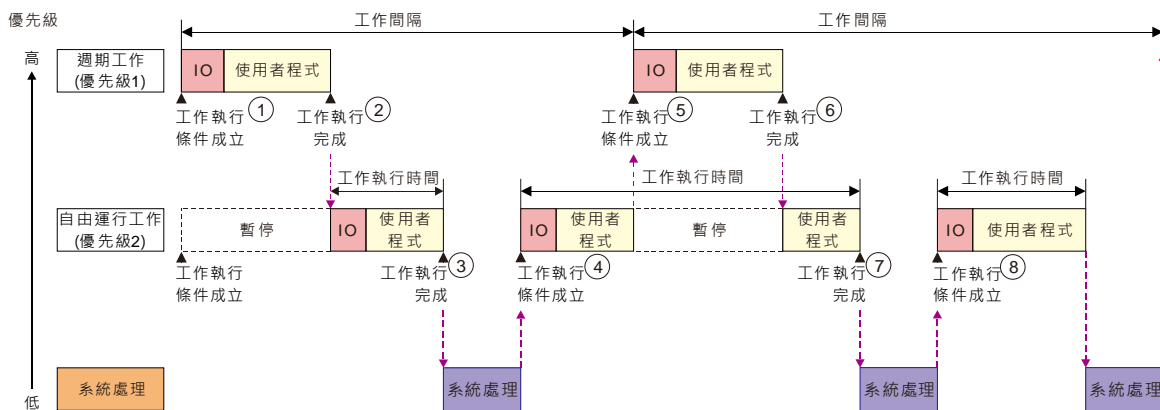 優先級
工作間隔
工作間隔
高
週期工作
(優先級1)
IO
使用者程式
IO
使用者程式
工作執行
條件成立
①
工作執行
完成
②
工作執行
條件成立
⑤
工作執行
完成
⑥
工作執行時間
工作執行時間
工作執行時間
自由運行工作
(優先級2)
暫停
IO
使用者
程式
IO
使用者
程式
暫停
使用者
程式
IO
使用者程式
工作執行
條件成立
工作執行
完成
③
工作執行
條件成立
④
工作執行
完成
⑦
工作執行
條件成立
⑧
系統處理
系統處理
系統處理
系統處理
低